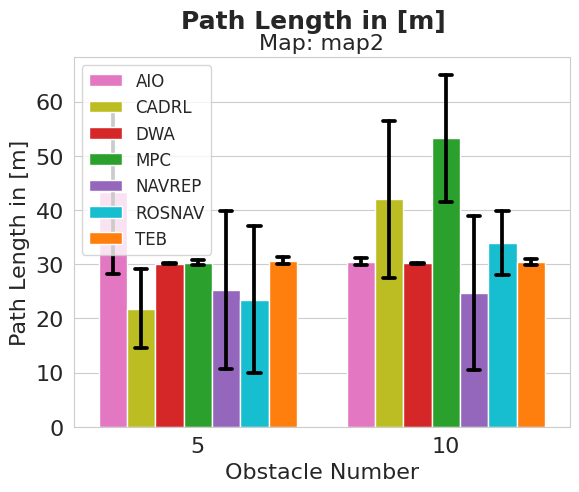 Path Length in [m]
Map: map2
Path Length in [m]
60
50
40
30
20
10
0
AIO
CADRL
DWA
MPC
NAVREP
ROSNAV
TEB
5
10
Obstacle Number